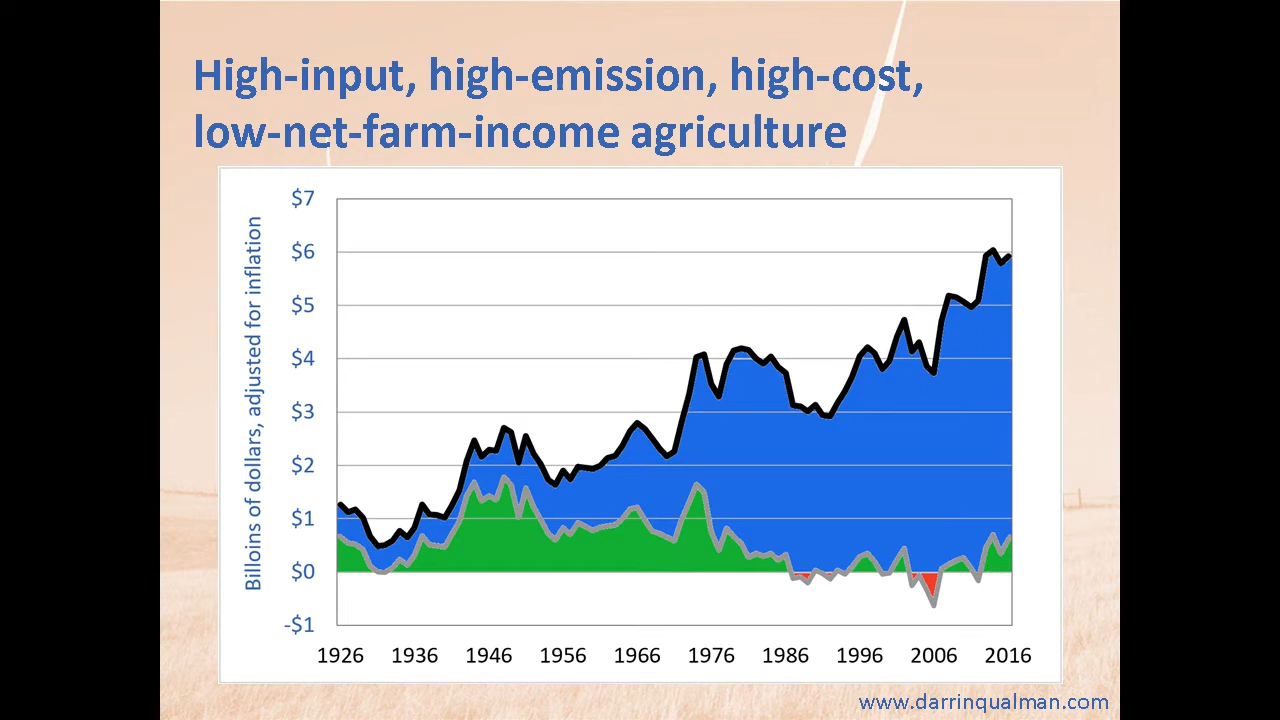 High-input, high-emission, high-cost,
low-net-farm-income agriculture
Billoins of dollars, adjusted for inflation
$7
$6
$5
$4
$3
$2
$1
$0
-$1
1926 1936 1946 1956 1966 1976 1986 1996 2006 2016
www.darrinqualman.com